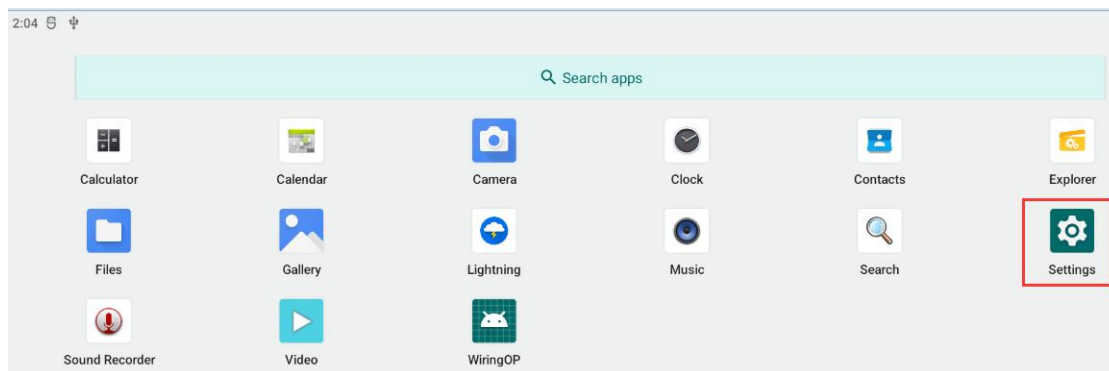 2:04
Search apps
Calculator
Calendar
Camera
Clock
Contacts
Explorer
Files
Gallery
Lightning
Music
Search
Settings
Sound Recorder
Video
WiringOP